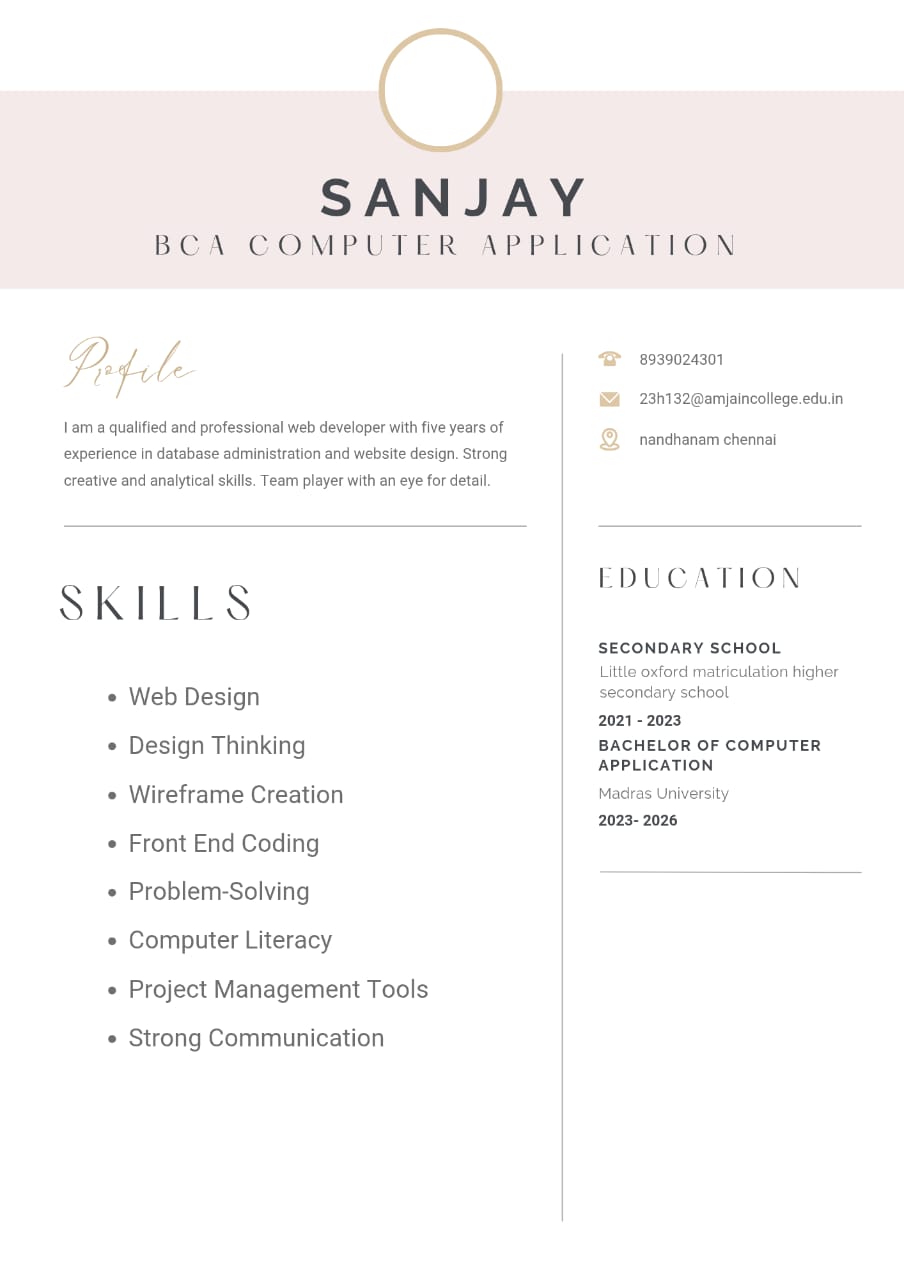 SANJAY
BCA COMPUTER APPLICATION
Profile
I am a qualified and professional web developer with five years of
experience in database administration and website design. Strong
creative and analytical skills. Team player with an eye for detail.
SKILLS
Web Design
Design Thinking
Wireframe Creation
Front End Coding
Problem-Solving
Computer Literacy
Project Management Tools
Strong Communication
8939024301
23h132@amjaincollege.edu.in
nandhanam chennai
EDUCATION
SECONDARY SCHOOL
Little oxford matriculation higher
secondary school
2021 - 2023
BACHELOR OF COMPUTER
APPLICATION
Madras University
2023- 2026